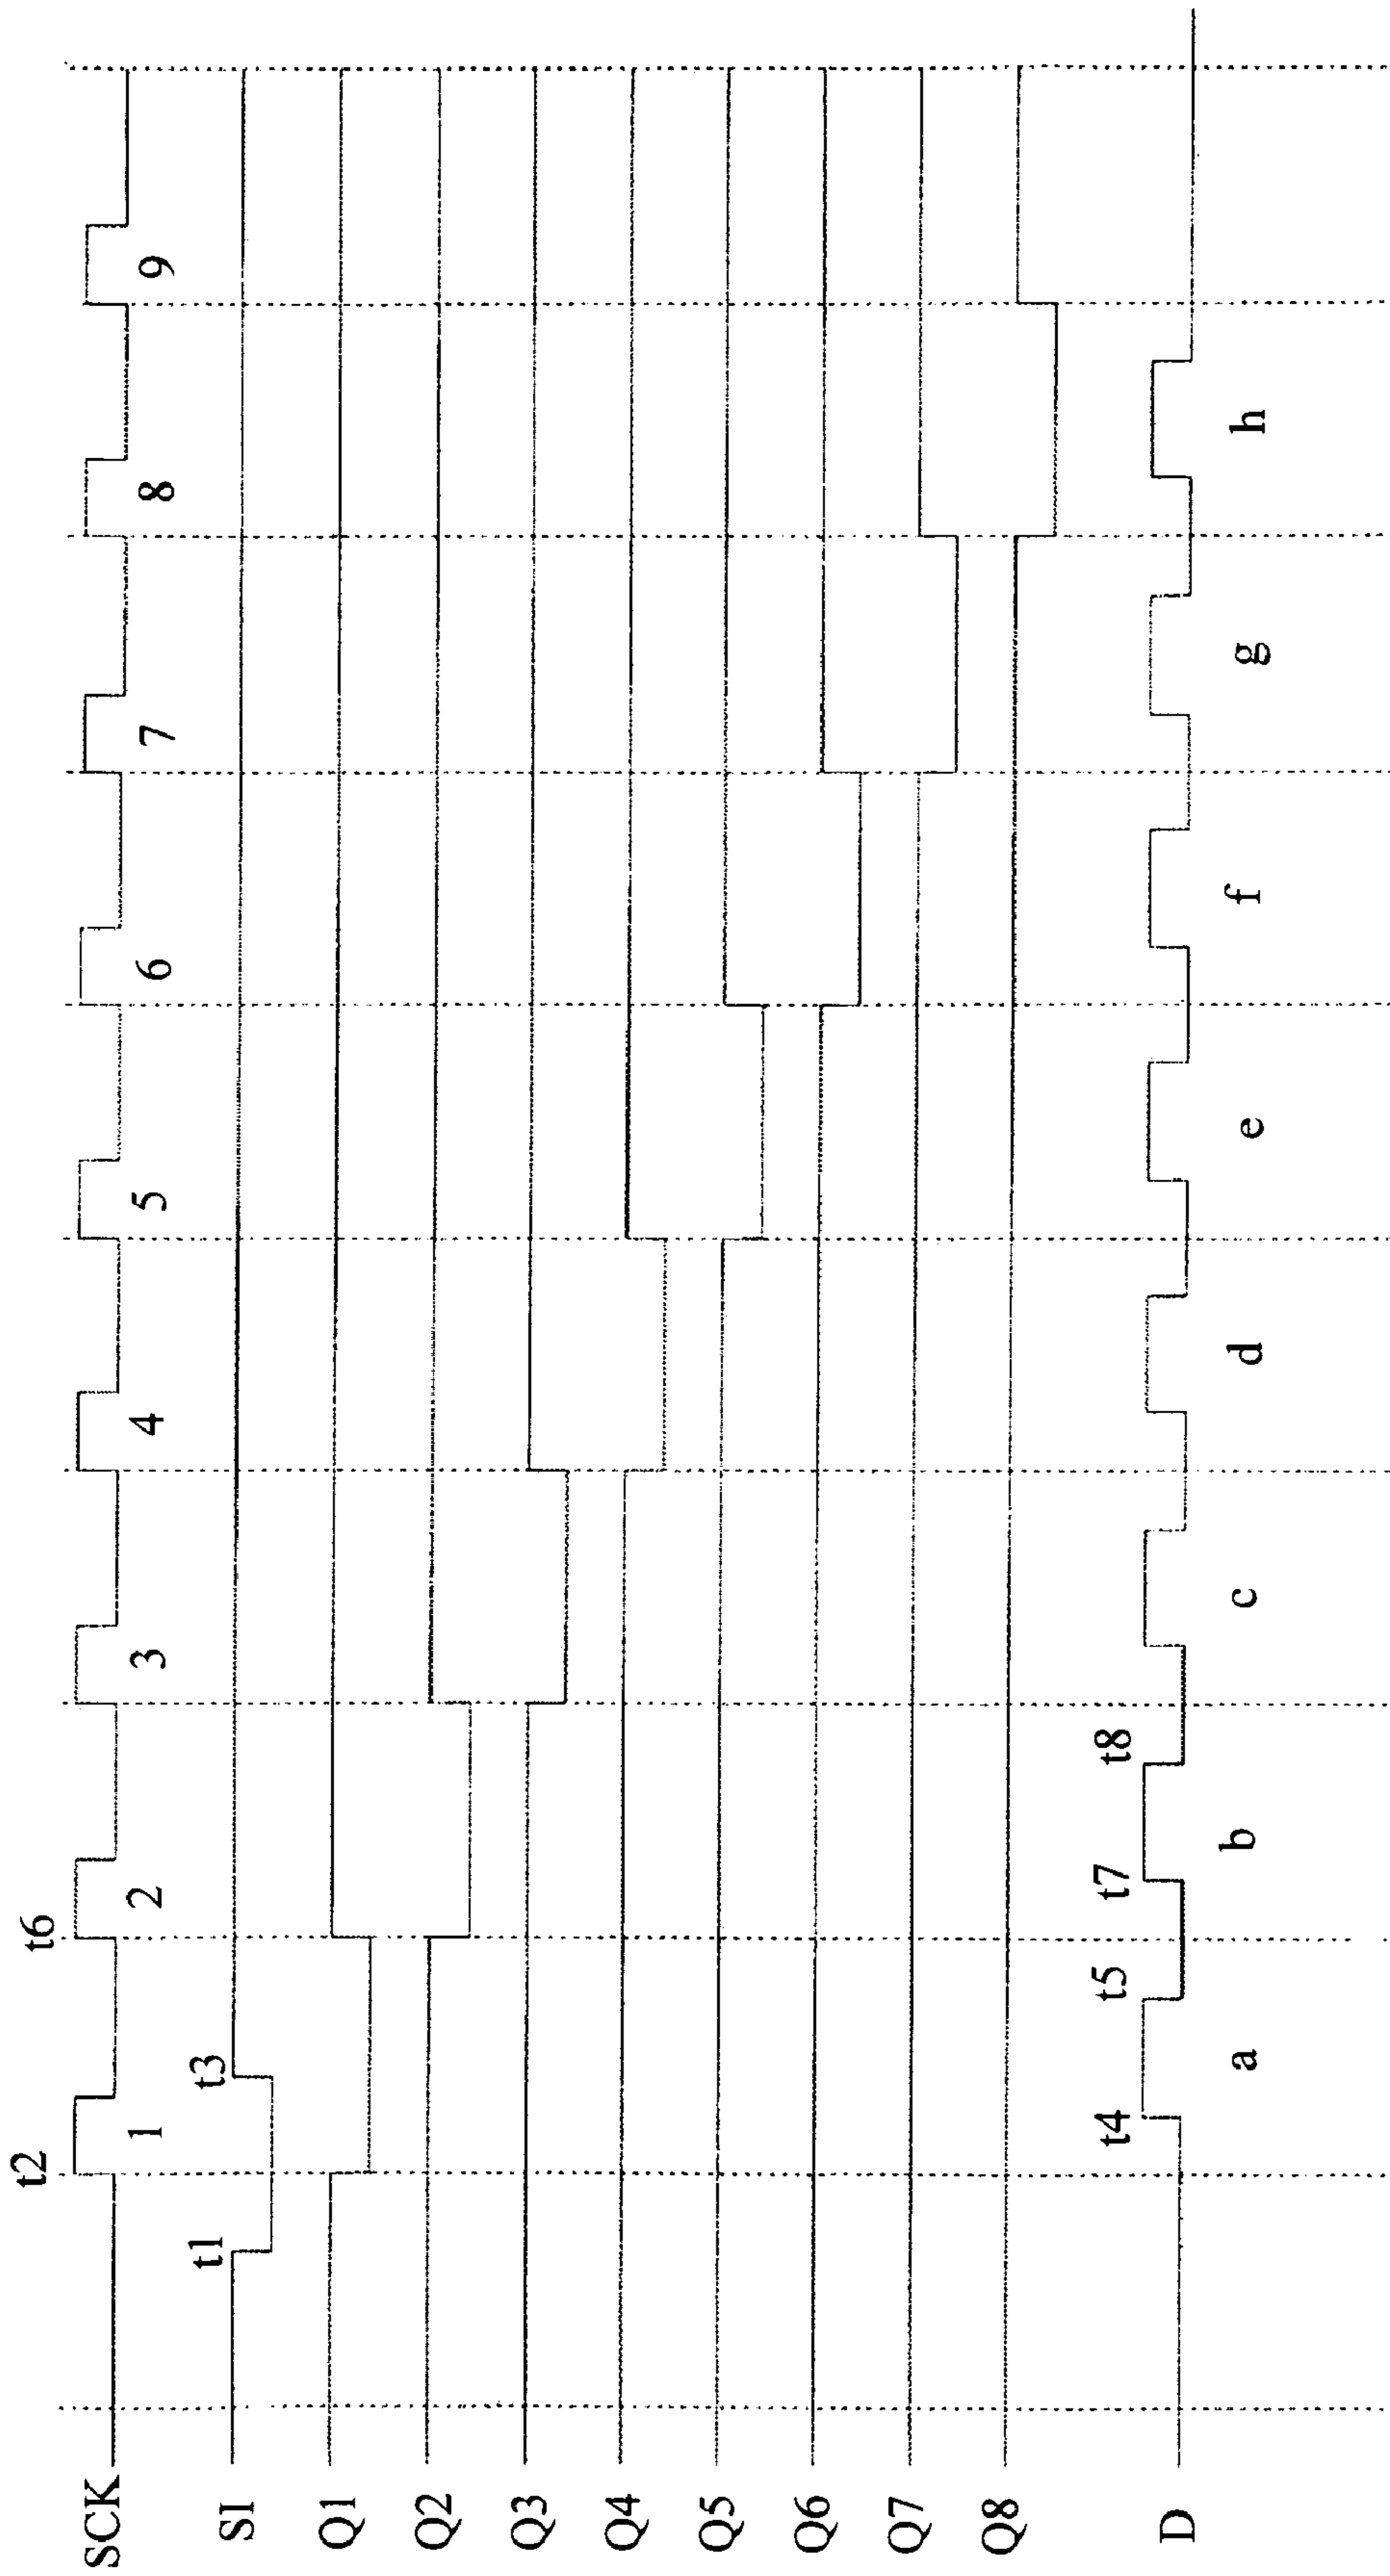 t2 t6
SCK
1 2 3 4 5 6 7 8 9
t1 t3
SI
Q1
Q2
Q3
Q4
Q5
Q6
Q7
Q8
t4 t5 t7 t8
D
a b c d e f g h